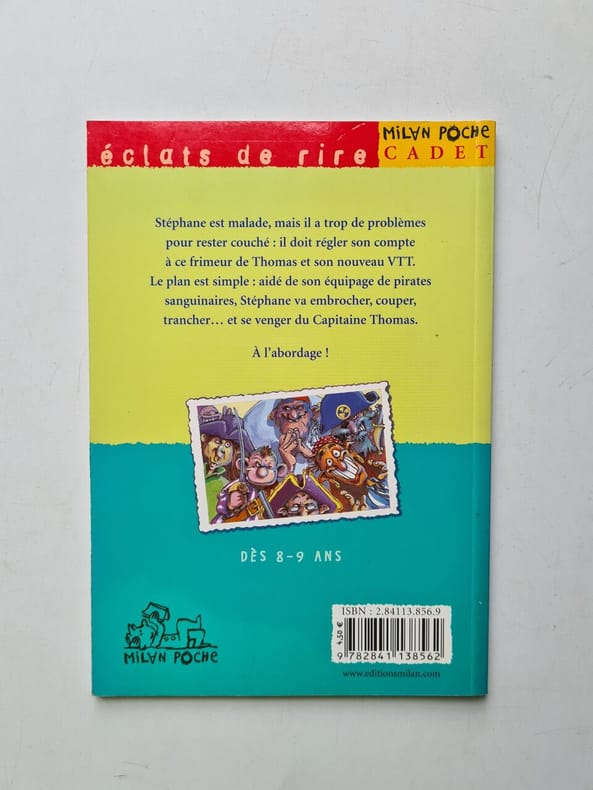 MiLAN POCHE
éclats de rire CADET
Stéphane est malade, mais il a trop de problèmes
pour rester couché : il doit régler son compte
à ce frimeur de Thomas et son nouveau VTT.
Le plan est simple : aidé de son équipage de pirates
sanguinaires, Stéphane va embrocher, couper,
trancher… et se venger du Capitaine Thomas.
À l'abordage !
DÈS 8-9 ANS
MiLAN POCHE
ISBN : 2.84113.856.9
4,50 €
9 782841 138562
www.editionsmilan.com